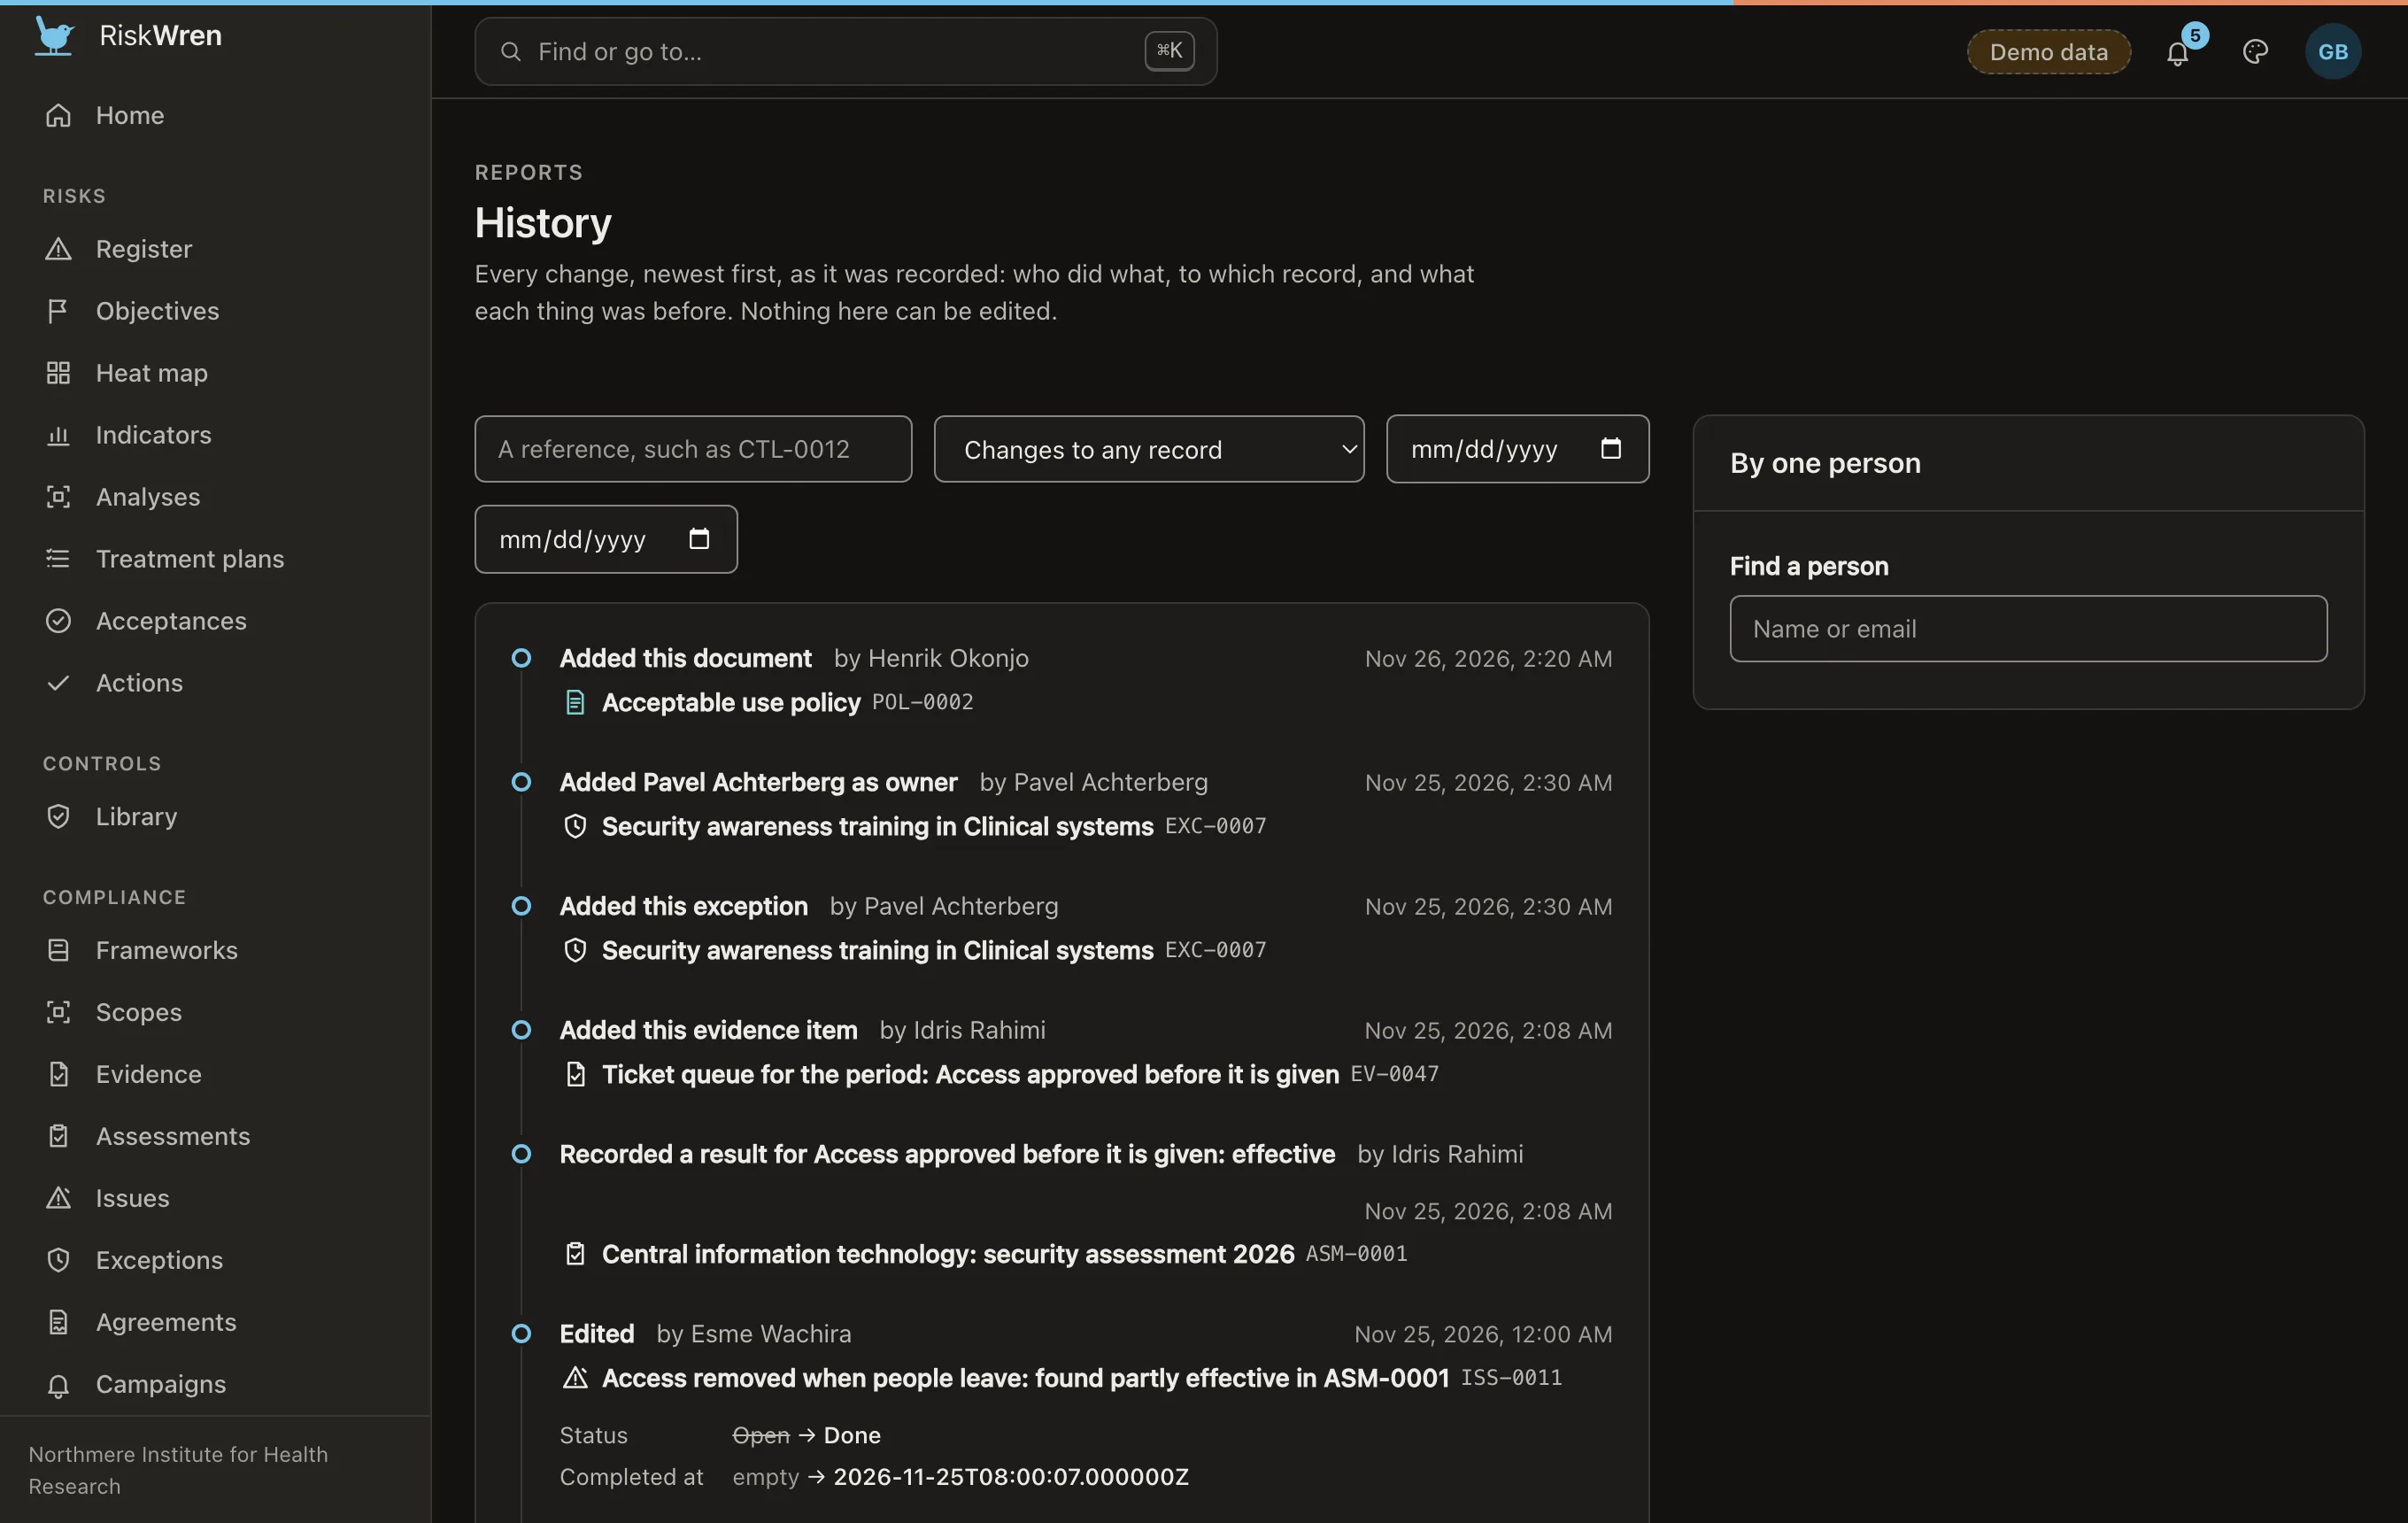 RiskWren
Find or go to...
⌘K
Demo data
5
GB
Home
RISKS
Register
Objectives
Heat map
Indicators
Analyses
Treatment plans
Acceptances
Actions
CONTROLS
Library
COMPLIANCE
Frameworks
Scopes
Evidence
Assessments
Issues
Exceptions
Agreements
Campaigns
Northmere Institute for Health
Research
REPORTS
History
Every change, newest first, as it was recorded: who did what, to which record, and what
each thing was before. Nothing here can be edited.
A reference, such as CTL-0012
Changes to any record
mm/dd/yyyy
mm/dd/yyyy
Added this document by Henrik Okonjo Nov 26, 2026, 2:20 AM
Acceptable use policy POL-0002
Added Pavel Achterberg as owner by Pavel Achterberg Nov 25, 2026, 2:30 AM
Security awareness training in Clinical systems EXC-0007
Added this exception by Pavel Achterberg Nov 25, 2026, 2:30 AM
Security awareness training in Clinical systems EXC-0007
Added this evidence item by Idris Rahimi Nov 25, 2026, 2:08 AM
Ticket queue for the period: Access approved before it is given EV-0047
Recorded a result for Access approved before it is given: effective by Idris Rahimi
Nov 25, 2026, 2:08 AM
Central information technology: security assessment 2026 ASM-0001
Edited by Esme Wachira Nov 25, 2026, 12:00 AM
Access removed when people leave: found partly effective in ASM-0001 ISS-0011
Status Open → Done
Completed at empty → 2026-11-25T08:00:07.000000Z
By one person
Find a person
Name or email